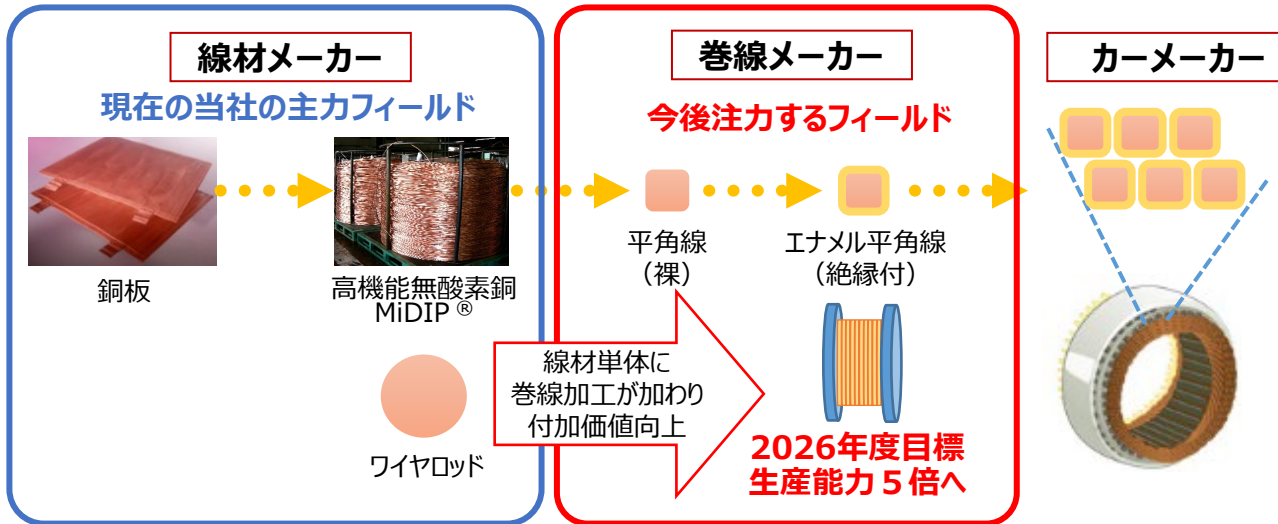 線材メーカー
現在の当社の主力フィールド
銅板
高機能無酸素銅
MiDIP®
ワイヤロッド
線材単体に
巻線加工が加わり
付加価値向上
巻線メーカー
今後注力するフィールド
平角線
（裸）
エナメル平角線
（絶縁付）
2026年度目標
生産能力５倍へ
カーメーカー